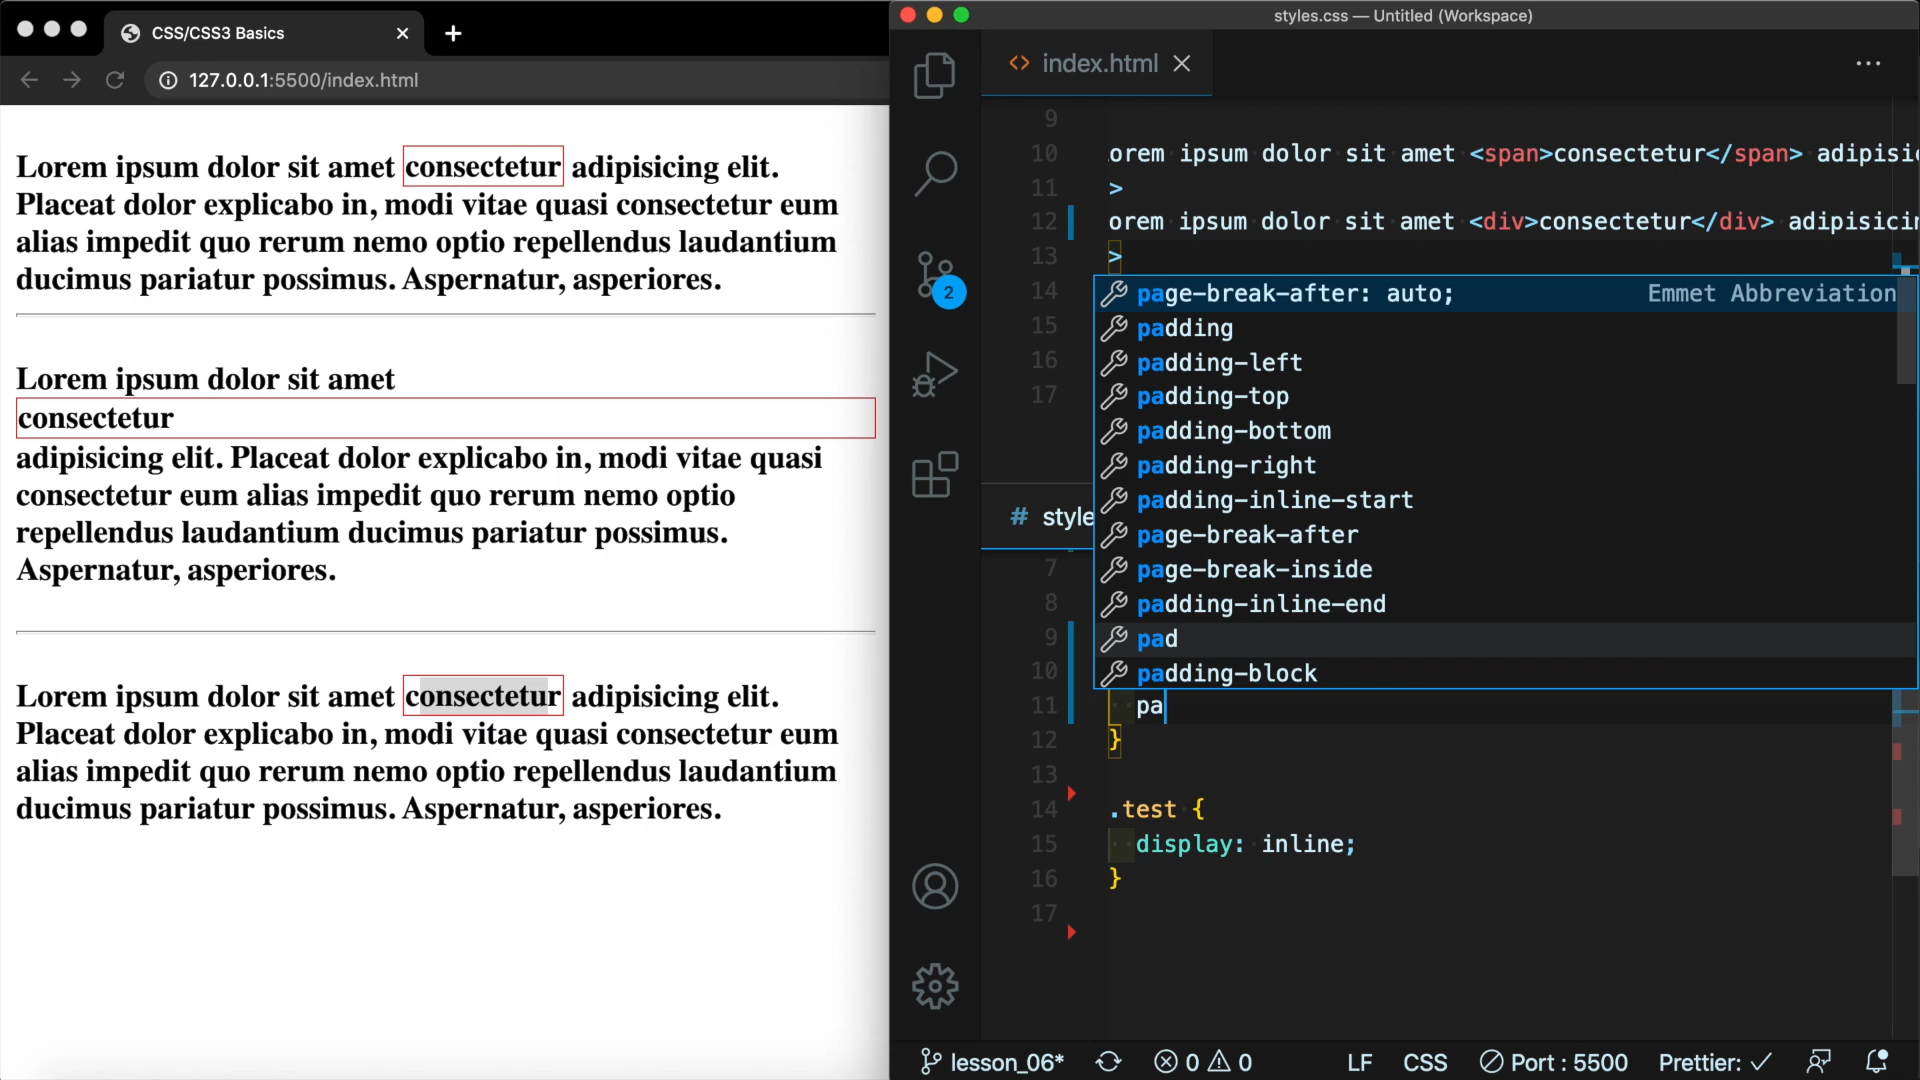 CSS/CSS3 Basics
127.0.0.1:5500/index.html
Lorem ipsum dolor sit amet consectetur adipisicing elit.
Placeat dolor explicabo in, modi vitae quasi consectetur eum
alias impedit quo rerum nemo optio repellendus laudantium
ducimus pariatur possimus. Aspernatur, asperiores.
Lorem ipsum dolor sit amet
consectetur
adipisicing elit. Placeat dolor explicabo in, modi vitae quasi
consectetur eum alias impedit quo rerum nemo optio
repellendus laudantium ducimus pariatur possimus.
Aspernatur, asperiores.
Lorem ipsum dolor sit amet consectetur adipisicing elit.
Placeat dolor explicabo in, modi vitae quasi consectetur eum
alias impedit quo rerum nemo optio repellendus laudantium
ducimus pariatur possimus. Aspernatur, asperiores.
styles.css — Untitled (Workspace)
<> index.html
9
10 orem ipsum dolor sit amet <span>consectetur</span> adipisi
11 >
12 orem ipsum dolor sit amet <div>consectetur</div> adipisicin
13 >
14
15
16
17
page-break-after: auto; Emmet Abbreviation
padding
padding-left
padding-top
padding-bottom
padding-right
padding-inline-start
page-break-after
page-break-inside
padding-inline-end
pad
padding-block
2
# style
7
8
9
10
11 pa
12 }
13
14 .test {
15 display: inline;
16 }
17
lesson_06* 0 0 LF CSS Port : 5500 Prettier: ✓